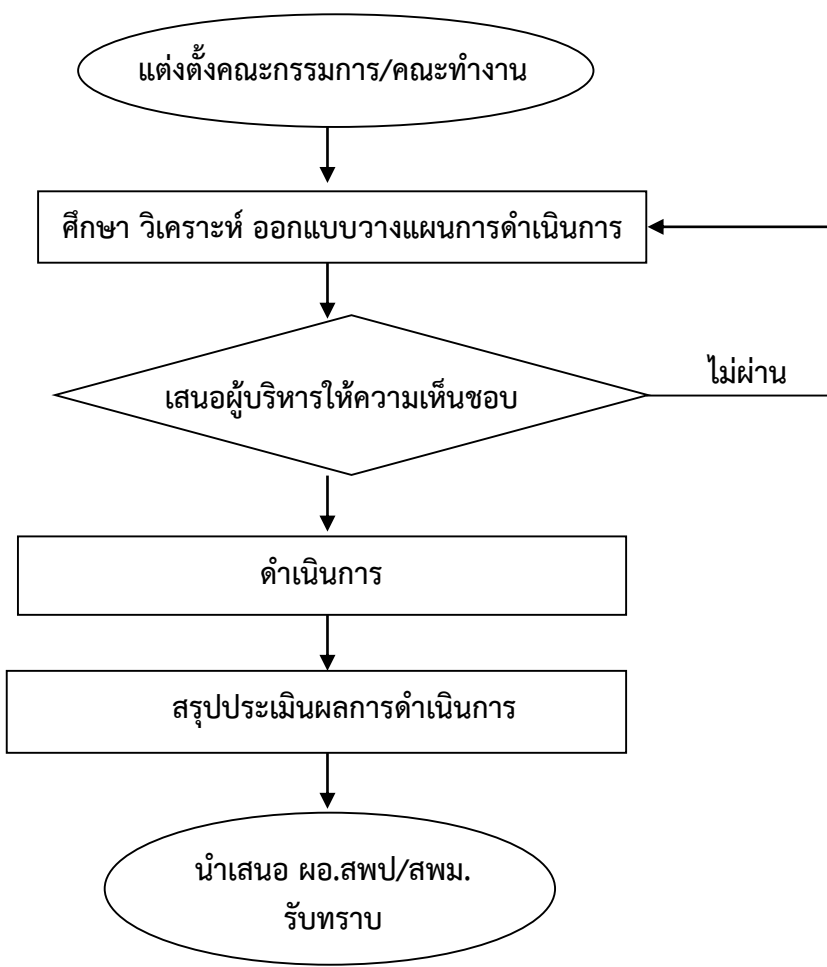 แต่งตั้งคณะกรรมการ/คณะทำงาน
ศึกษา วิเคราะห์ ออกแบบวางแผนการดำเนินการ
ไม่ผ่าน
เสนอผู้บริหารให้ความเห็นชอบ
ดำเนินการ
สรุปประเมินผลการดำเนินการ
นำเสนอ ผอ.สพป/สพม.
รับทราบ